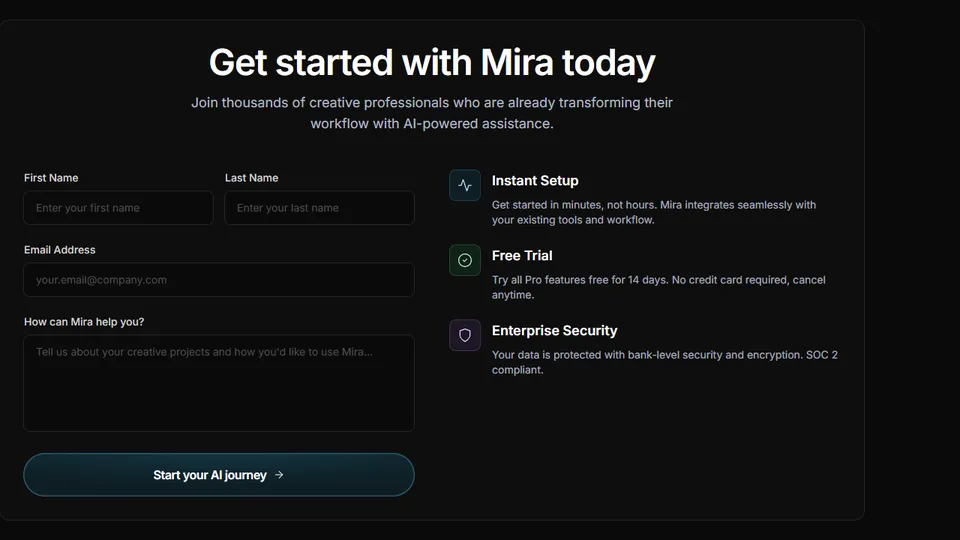 Get started with Mira today
Join thousands of creative professionals who are already transforming their
workflow with AI-powered assistance.
First Name
Last Name
Enter your first name
Enter your last name
Email Address
your.email@company.com
How can Mira help you?
Tell us about your creative projects and how you'd like to use Mira...
Start your AI journey →
Instant Setup
Get started in minutes, not hours. Mira integrates seamlessly with
your existing tools and workflow.
Free Trial
Try all Pro features free for 14 days. No credit card required, cancel
anytime.
Enterprise Security
Your data is protected with bank-level security and encryption. SOC 2
compliant.